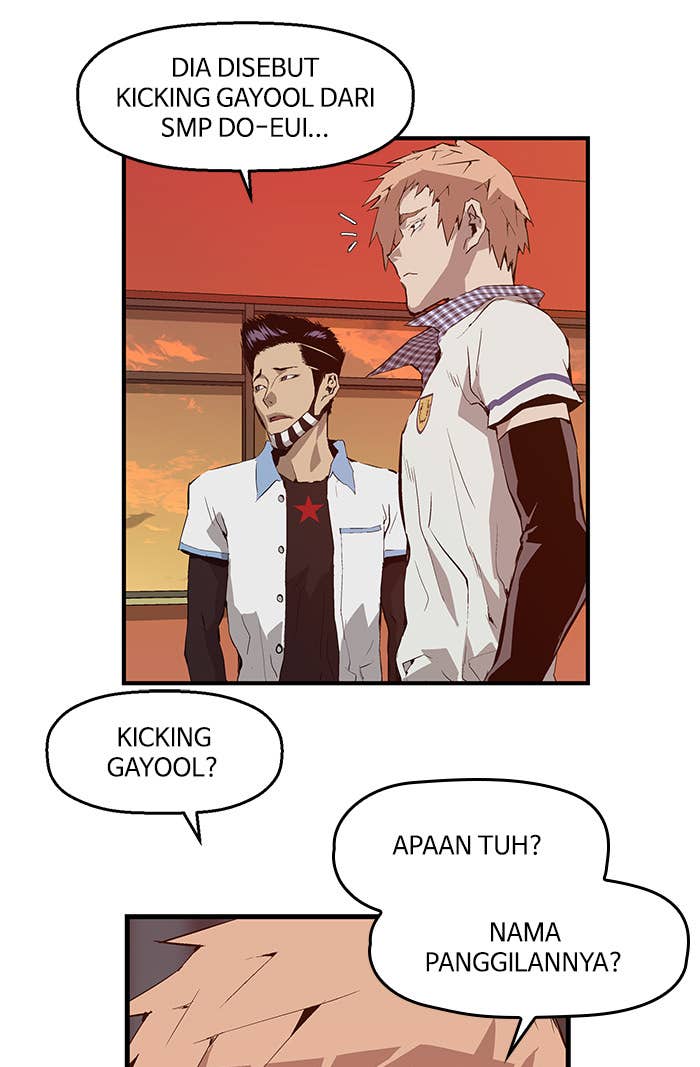 DIA DISEBUT
KICKING GAYOOL DARI
SMP DO-EUI...
KICKING
GAYOOL?
APAAN TUH?
NAMA
PANGGILANNYA?